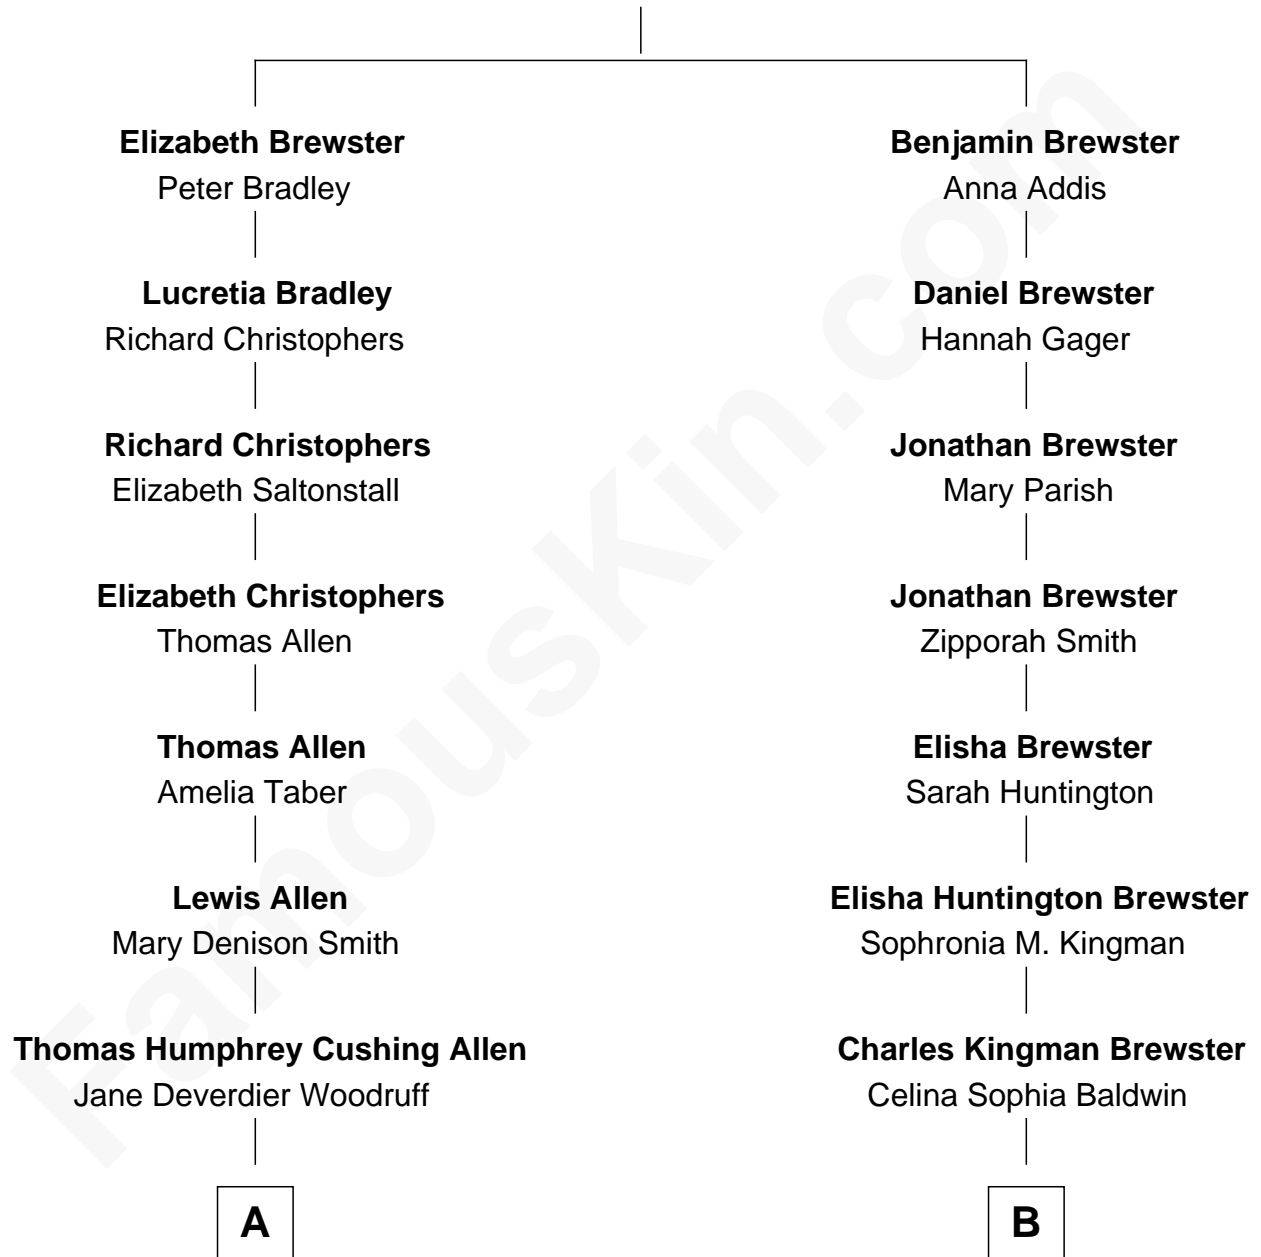 Elizabeth Brewster
Peter Bradley
Lucretia Bradley
Richard Christophers
Richard Christophers
Elizabeth Saltonstall
Elizabeth Christophers
Thomas Allen
Thomas Allen
Amelia Taber
Lewis Allen
Mary Denison Smith
Thomas Humphrey Cushing Allen
Jane Deverdier Woodruff
A
Benjamin Brewster
Anna Addis
Daniel Brewster
Hannah Gager
Jonathan Brewster
Mary Parish
Jonathan Brewster
Zipporah Smith
Elisha Brewster
Sarah Huntington
Elisha Huntington Brewster
Sophronia M. Kingman
Charles Kingman Brewster
Celina Sophia Baldwin
B
FamousKin.com